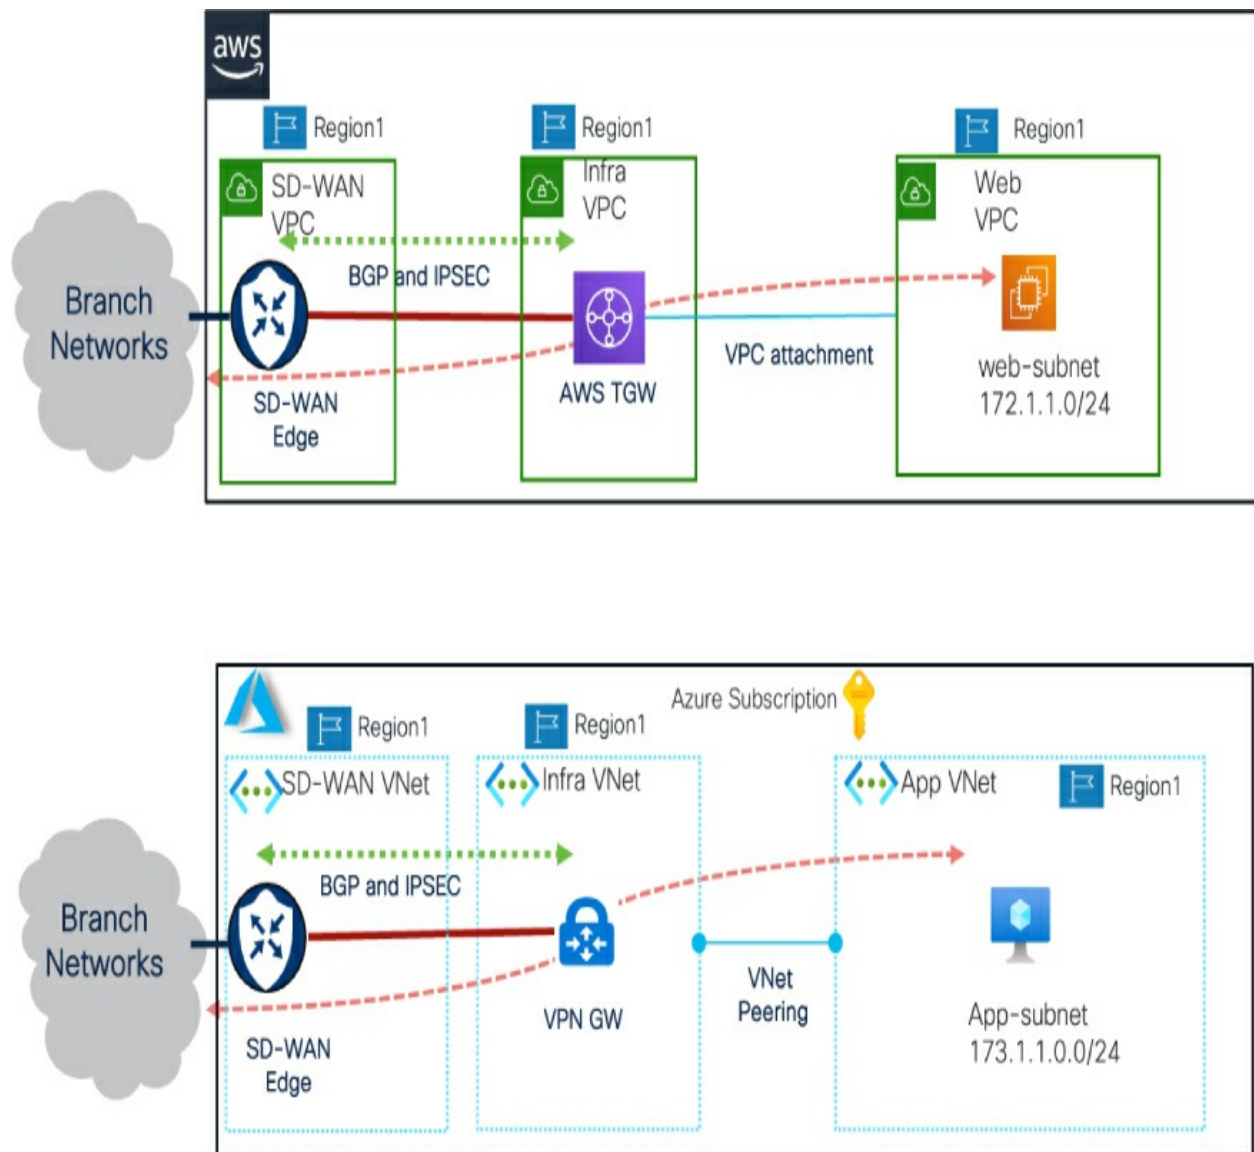 aws
Region1
Region1
Region1
SD-WAN
VPC
Infra
VPC
Web
VPC
BGP and IPSEC
Branch
Networks
VPC attachment
SD-WAN
Edge
AWS TGW
web-subnet
172.1.1.0/24
Azure Subscription
Region1
Region1
SD-WAN VNet
Infra VNet
App VNet
Region1
BGP and IPSEC
Branch
Networks
VNet
Peering
VPN GW
SD-WAN
Edge
App-subnet
173.1.1.0.0/24